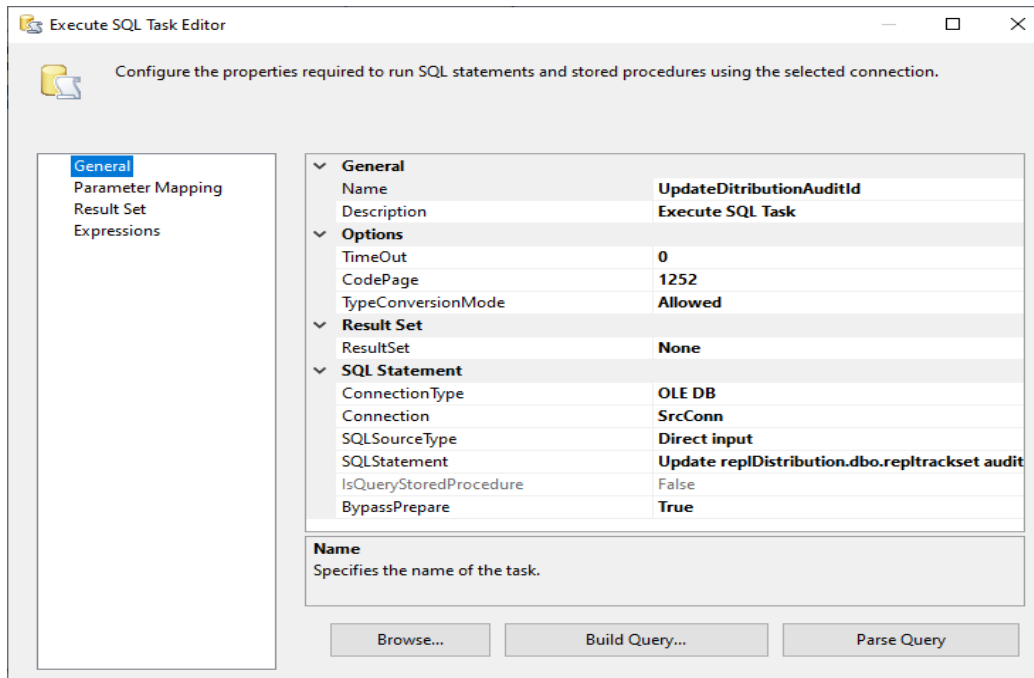 Execute SQL Task Editor
Configure the properties required to run SQL statements and stored procedures using the selected connection.
General
Parameter Mapping
Result Set
Expressions
General
Name UpdateDitributionAuditId
Description Execute SQL Task
Options
TimeOut 0
CodePage 1252
TypeConversionMode Allowed
Result Set
ResultSet None
SQL Statement
ConnectionType OLE DB
Connection SrcConn
SQLSourceType Direct input
SQLStatement Update replDistribution.dbo.repltrackset audit
IsQueryStoredProcedure False
BypassPrepare True
Name
Specifies the name of the task.
Browse... Build Query... Parse Query